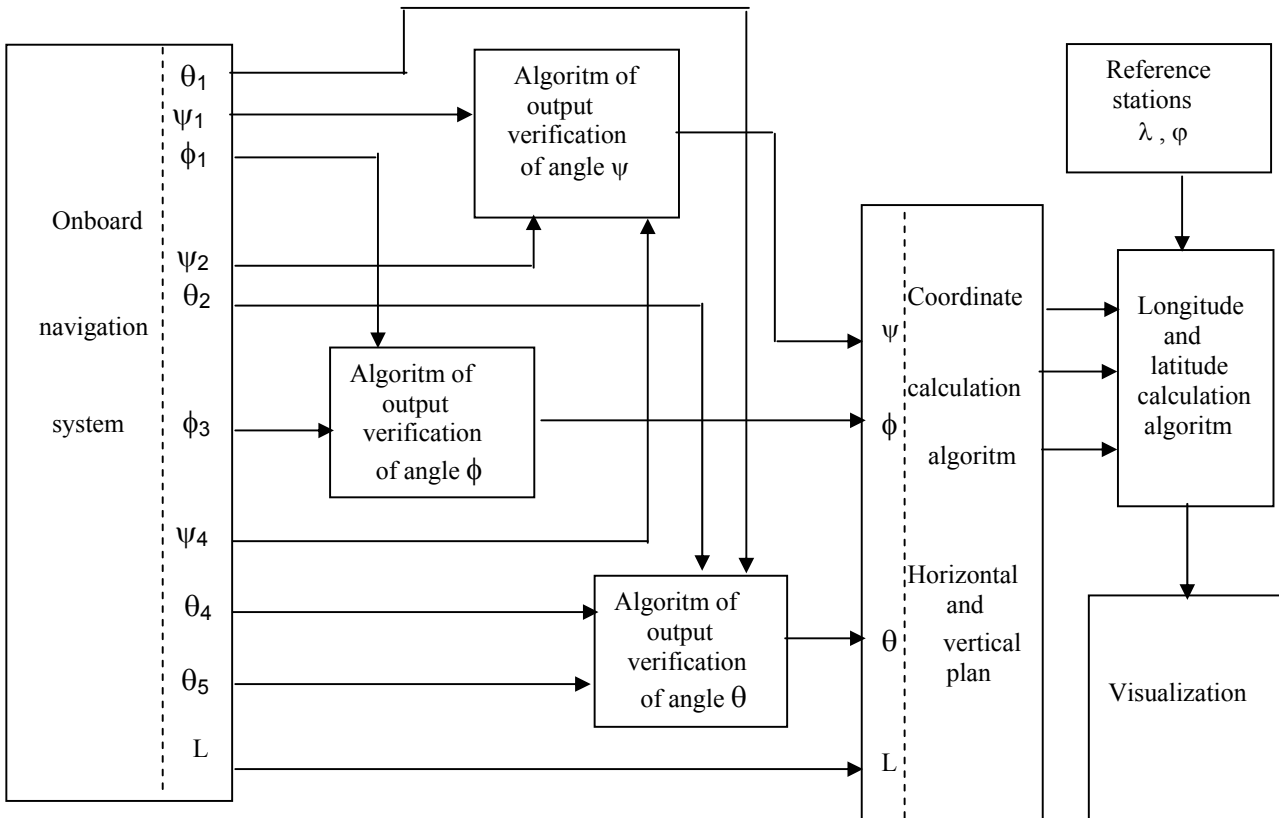 Onboard
navigation
system
θ1
ψ1
ϕ1
ψ2
θ2
ϕ3
ψ4
θ4
θ5
L
Algoritm of
output
verification
of angle ψ
Algoritm of
output
verification
of angle ϕ
Algoritm of
output
verification
of angle θ
ψ
ϕ
θ
L
Coordinate
calculation
algoritm
Horizontal
and
vertical
plan
Reference
stations
λ , φ
Longitude
and
latitude
calculation
algoritm
Visualization